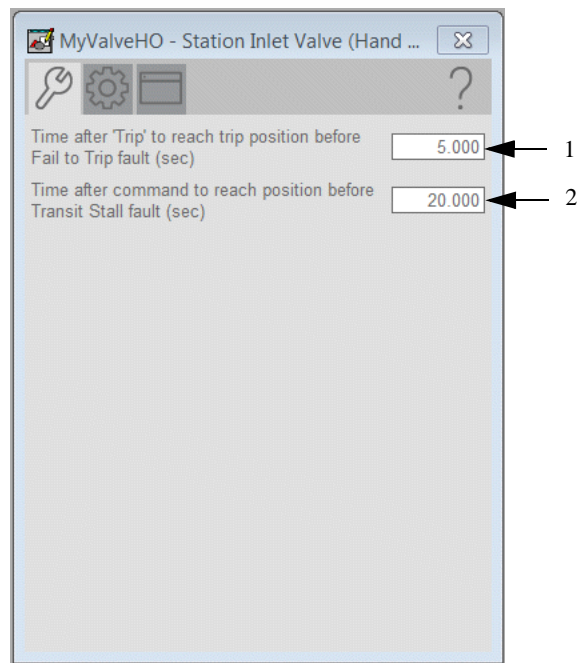 MyValveHO - Station Inlet Valve (Hand ...
?
Time after 'Trip' to reach trip position before
Fail to Trip fault (sec)
5.000
1
Time after command to reach position before
Transit Stall fault (sec)
20.000
2